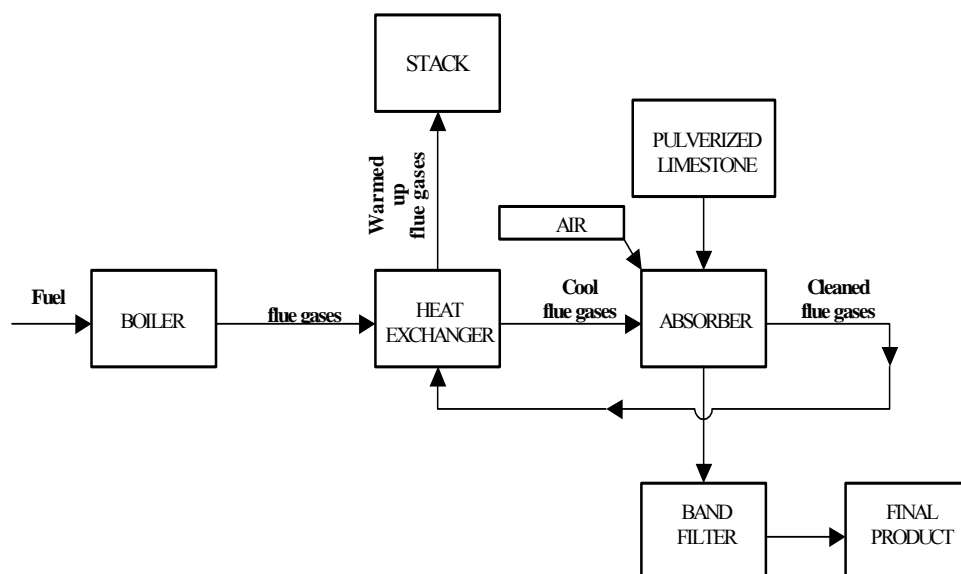 STACK
PULVERIZED
LIMESTONE
Warmed
up
flue gases
AIR
Fuel
BOILER
flue gases
HEAT
EXCHANGER
Cool
flue gases
ABSORBER
Cleaned
flue gases
BAND
FILTER
FINAL
PRODUCT